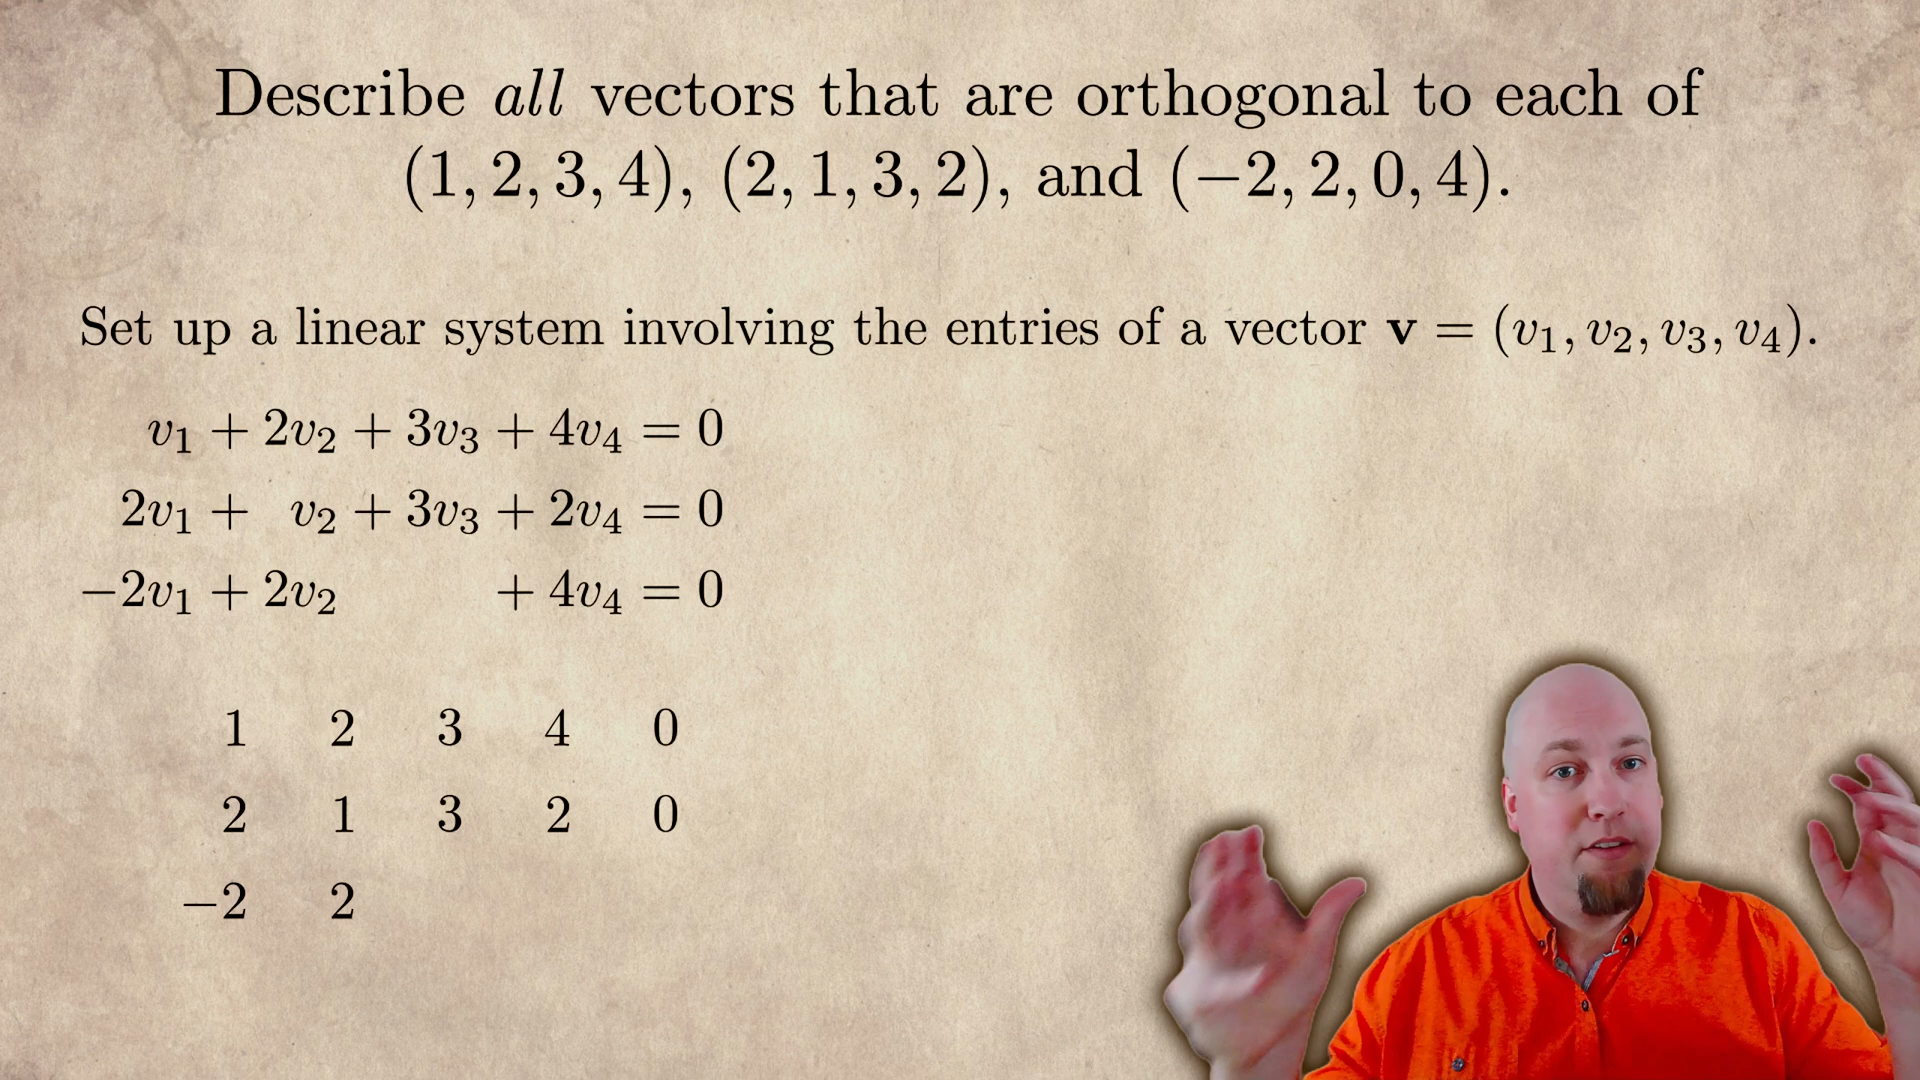 Describe all vectors that are orthogonal to each of
(1, 2, 3, 4), (2, 1, 3, 2), and (−2, 2, 0, 4).
Set up a linear system involving the entries of a vector v = (v₁, v₂, v₃, v₄).
v₁ + 2v₂ + 3v₃ + 4v₄ = 0
2v₁ + v₂ + 3v₃ + 2v₄ = 0
−2v₁ + 2v₂ + 4v₄ = 0
1 2 3 4 0
2 1 3 2 0
−2 2